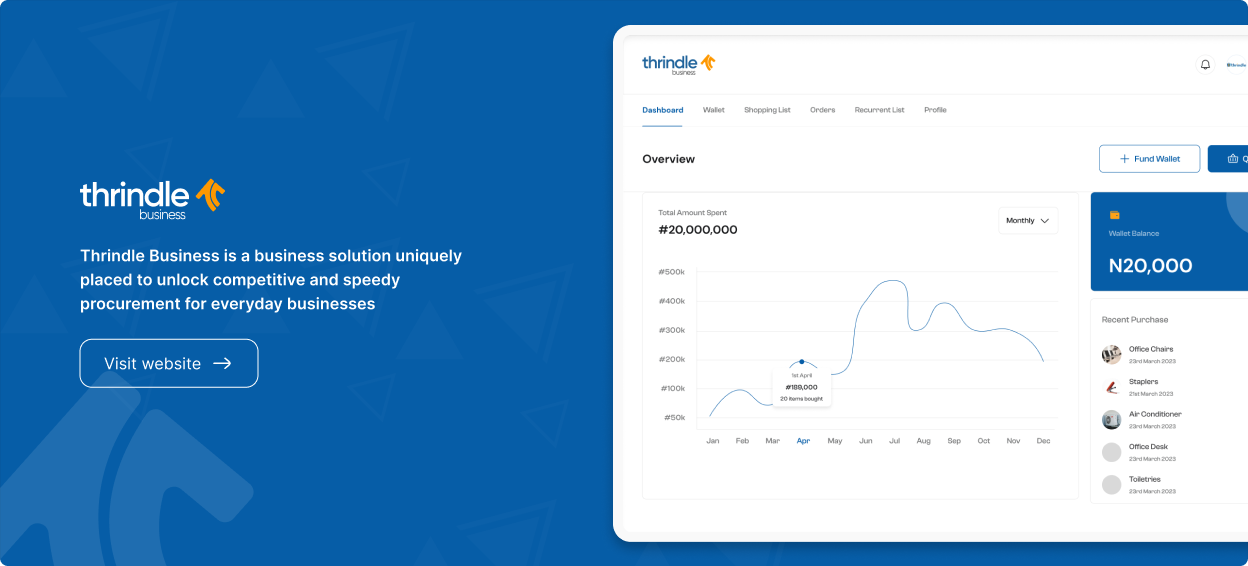 thrindle
business
Thrindle Business is a business solution uniquely
placed to unlock competitive and speedy
procurement for everyday businesses
Visit website
thrindle
business
thrindle
Dashboard Wallet Shopping List Orders Recurrent List Profile
Overview
Fund Wallet
Total Amount Spent
#20,000,000
Monthly
#500k
#400k
#300k
#200k
#100k
#50k
1st April
#189,000
20 items bought
Jan Feb Mar Apr May Jun Jul Aug Sep Oct Nov Dec
Wallet Balance
N20,000
Recent Purchase
Office Chairs
23rd March 2023
Staplers
21st March 2023
Air Conditioner
23rd March 2023
Office Desk
23rd March 2023
Toiletries
23rd March 2023